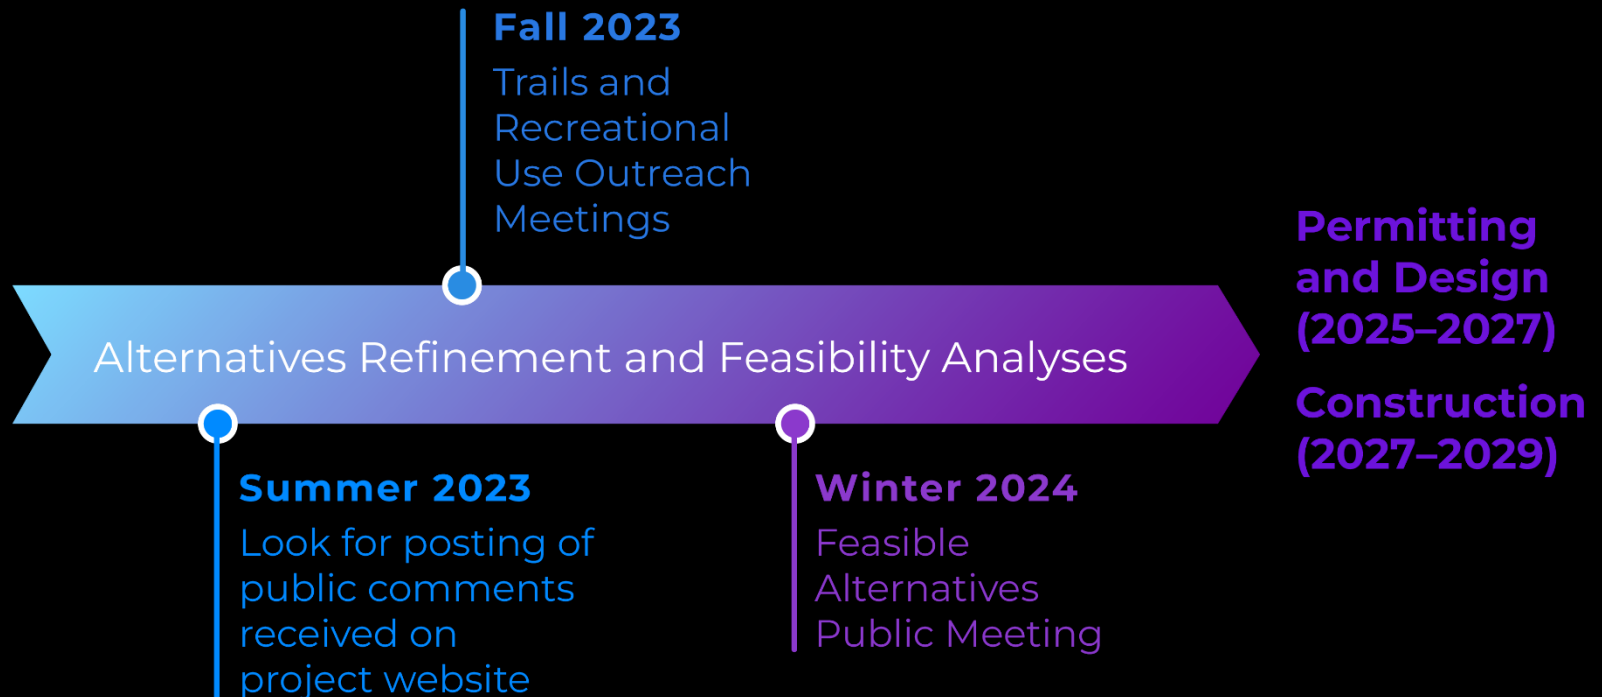 Fall 2023
Trails and
Recreational
Use Outreach
Meetings
Alternatives Refinement and Feasibility Analyses
Summer 2023
Look for posting of
public comments
received on
project website
Winter 2024
Feasible
Alternatives
Public Meeting
Permitting
and Design
(2025–2027)
Construction
(2027–2029)